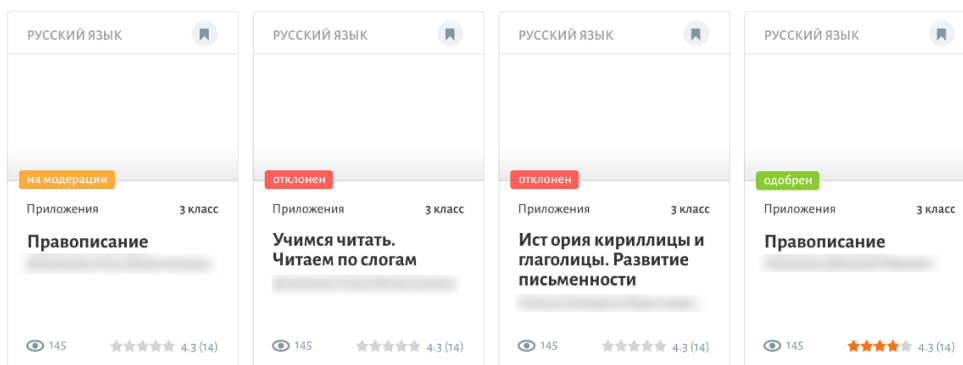 РУССКИЙ ЯЗЫК
на модерации
Приложения 3 класс
Правописание
145 4.3 (14)
РУССКИЙ ЯЗЫК
отклонен
Приложения 3 класс
Учимся читать.
Читаем по слогам
145 4.3 (14)
РУССКИЙ ЯЗЫК
отклонен
Приложения 3 класс
Ист ория кириллицы и
глаголицы. Развитие
письменности
145 4.3 (14)
РУССКИЙ ЯЗЫК
одобрен
Приложения 3 класс
Правописание
145 4.3 (14)